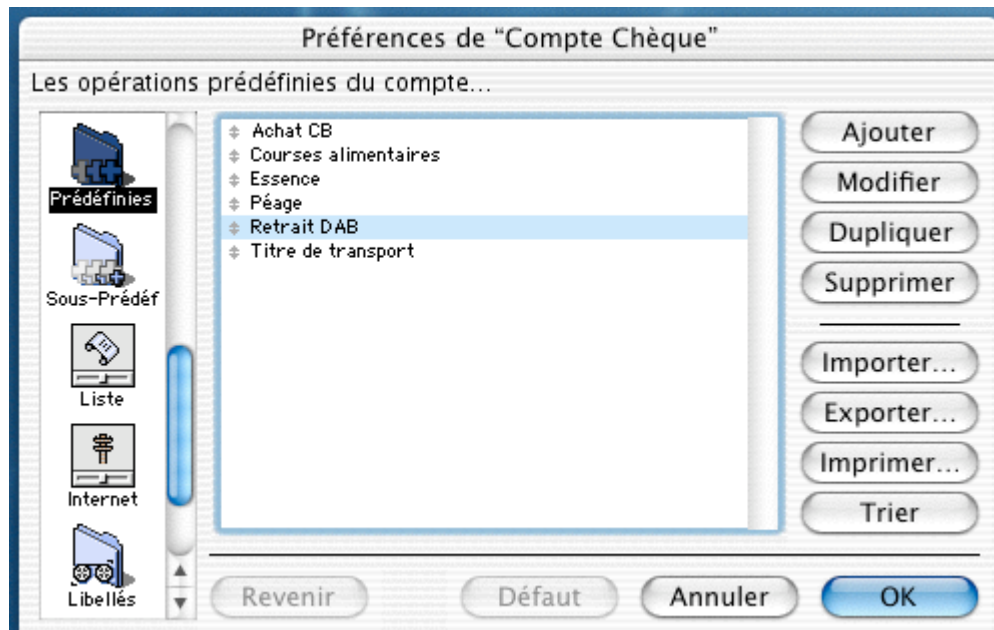 Préférences de “Compte Chèque”
Les opérations prédéfinies du compte...
Prédéfinies
Sous-Prédéf
Liste
Internet
Libellés
Achat CB
Courses alimentaires
Essence
Péage
Retrait DAB
Titre de transport
Ajouter
Modifier
Dupliquer
Supprimer
Importer...
Exporter...
Imprimer...
Trier
Revenir
Défaut
Annuler
OK